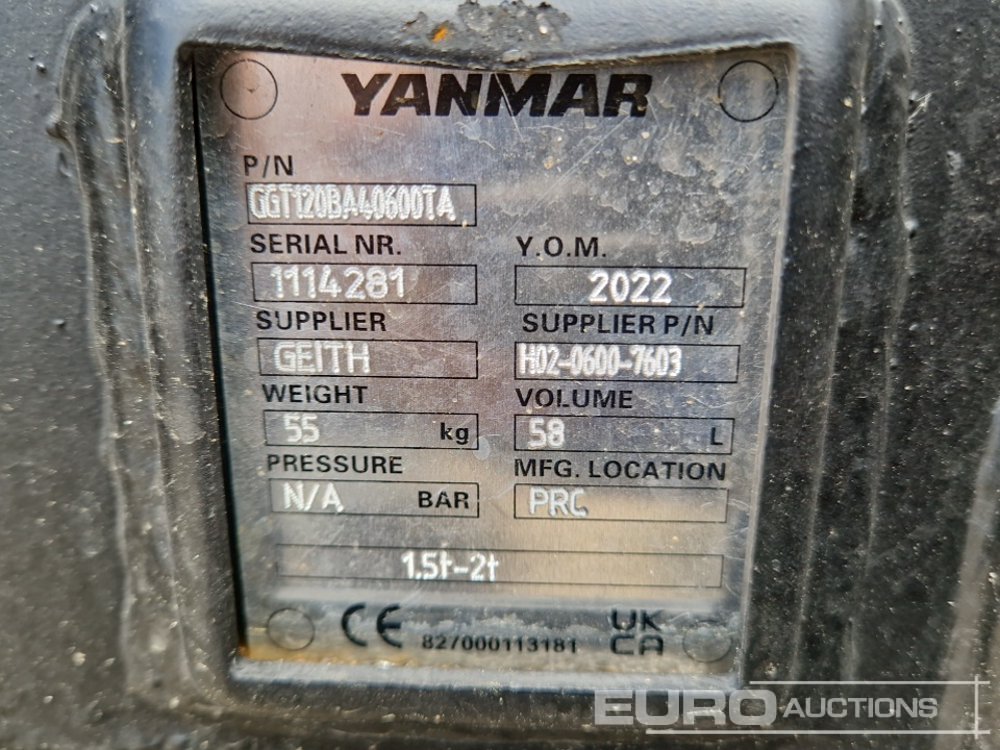 YANMAR
P/N
GGT120BA40600TA
SERIAL NR. Y.O.M.
1114281 2022
SUPPLIER SUPPLIER P/N
GEITH H02-0600-7603
WEIGHT VOLUME
55 kg 58 L
PRESSURE MFG. LOCATION
N/A BAR PRC
1.5t-2t
CE 827000113181 UK
CA
EURO AUCTIONS